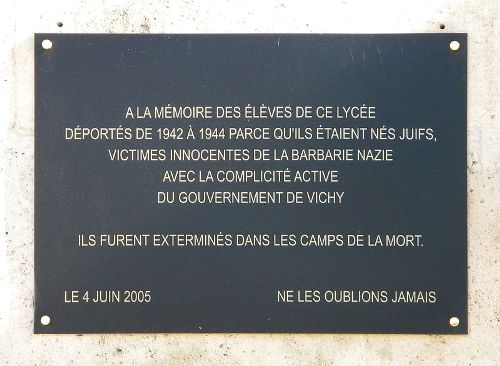 A LA MÉMOIRE DES ÉLÈVES DE CE LYCÉE
DÉPORTÉS DE 1942 À 1944 PARCE QU'ILS ÉTAIENT NÉS JUIFS,
VICTIMES INNOCENTES DE LA BARBARIE NAZIE
AVEC LA COMPLICITÉ ACTIVE
DU GOUVERNEMENT DE VICHY
ILS FURENT EXTERMINÉS DANS LES CAMPS DE LA MORT.
LE 4 JUIN 2005 NE LES OUBLIONS JAMAIS